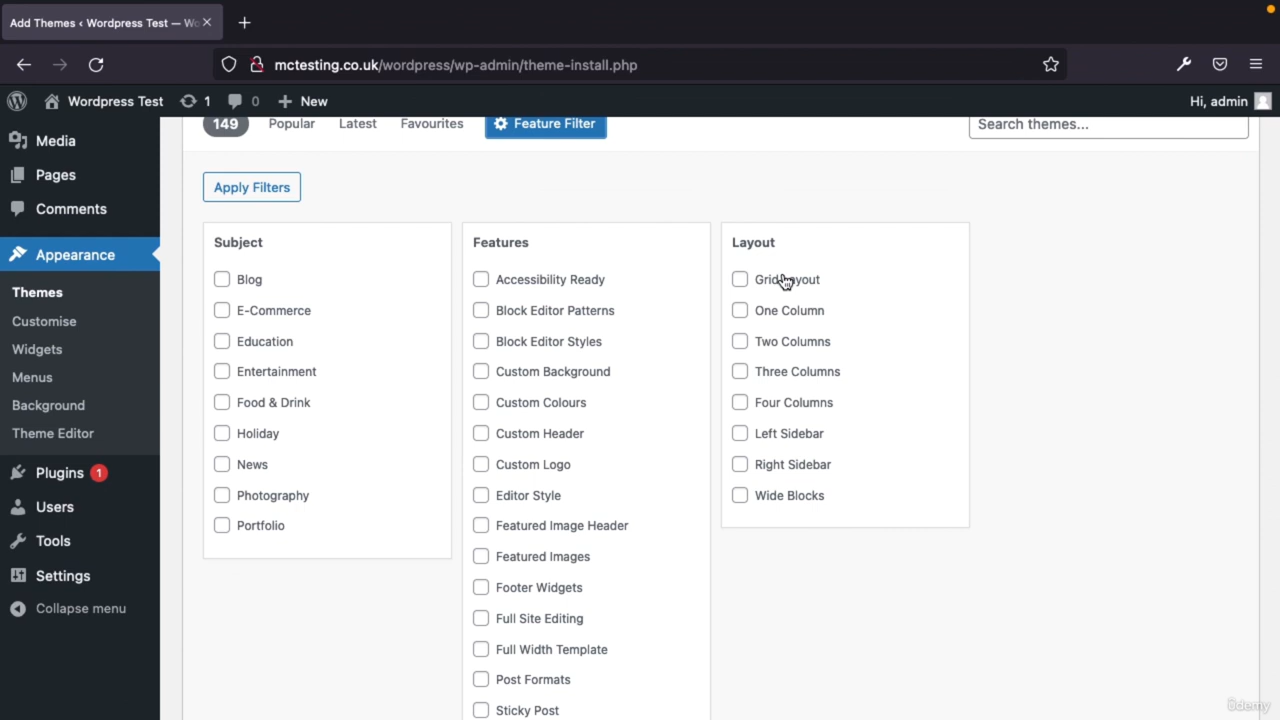 Add Themes ‹ Wordpress Test — Wo
mctesting.co.uk/wordpress/wp-admin/theme-install.php
Wordpress Test 1 0 New Hi, admin
Media
Pages
Comments
Appearance
Themes
Customise
Widgets
Menus
Background
Theme Editor
Plugins 1
Users
Tools
Settings
Collapse menu
149 Popular Latest Favourites Feature Filter Search themes...
Apply Filters
Subject
Blog
E-Commerce
Education
Entertainment
Food & Drink
Holiday
News
Photography
Portfolio
Features
Accessibility Ready
Block Editor Patterns
Block Editor Styles
Custom Background
Custom Colours
Custom Header
Custom Logo
Editor Style
Featured Image Header
Featured Images
Footer Widgets
Full Site Editing
Full Width Template
Post Formats
Sticky Post
Layout
Grid Layout
One Column
Two Columns
Three Columns
Four Columns
Left Sidebar
Right Sidebar
Wide Blocks
ûdemy